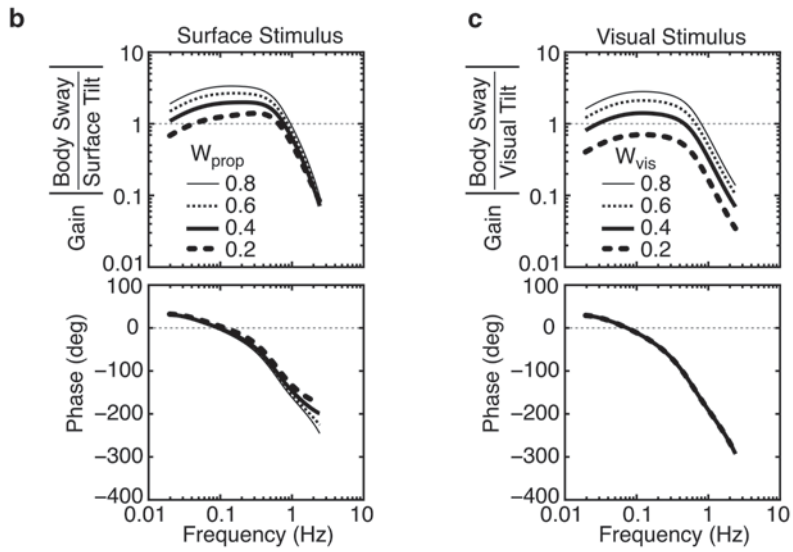 b
Surface Stimulus
10
1
0.1
0.01
Gain
Body Sway
Surface Tilt
W prop
0.8
0.6
0.4
0.2
100
0
−100
−200
−300
−400
Phase (deg)
0.01
0.1
1
10
Frequency (Hz)
c
Visual Stimulus
10
1
0.1
0.01
Gain
Body Sway
Visual Tilt
W vis
0.8
0.6
0.4
0.2
100
0
−100
−200
−300
−400
Phase (deg)
0.01
0.1
1
10
Frequency (Hz)